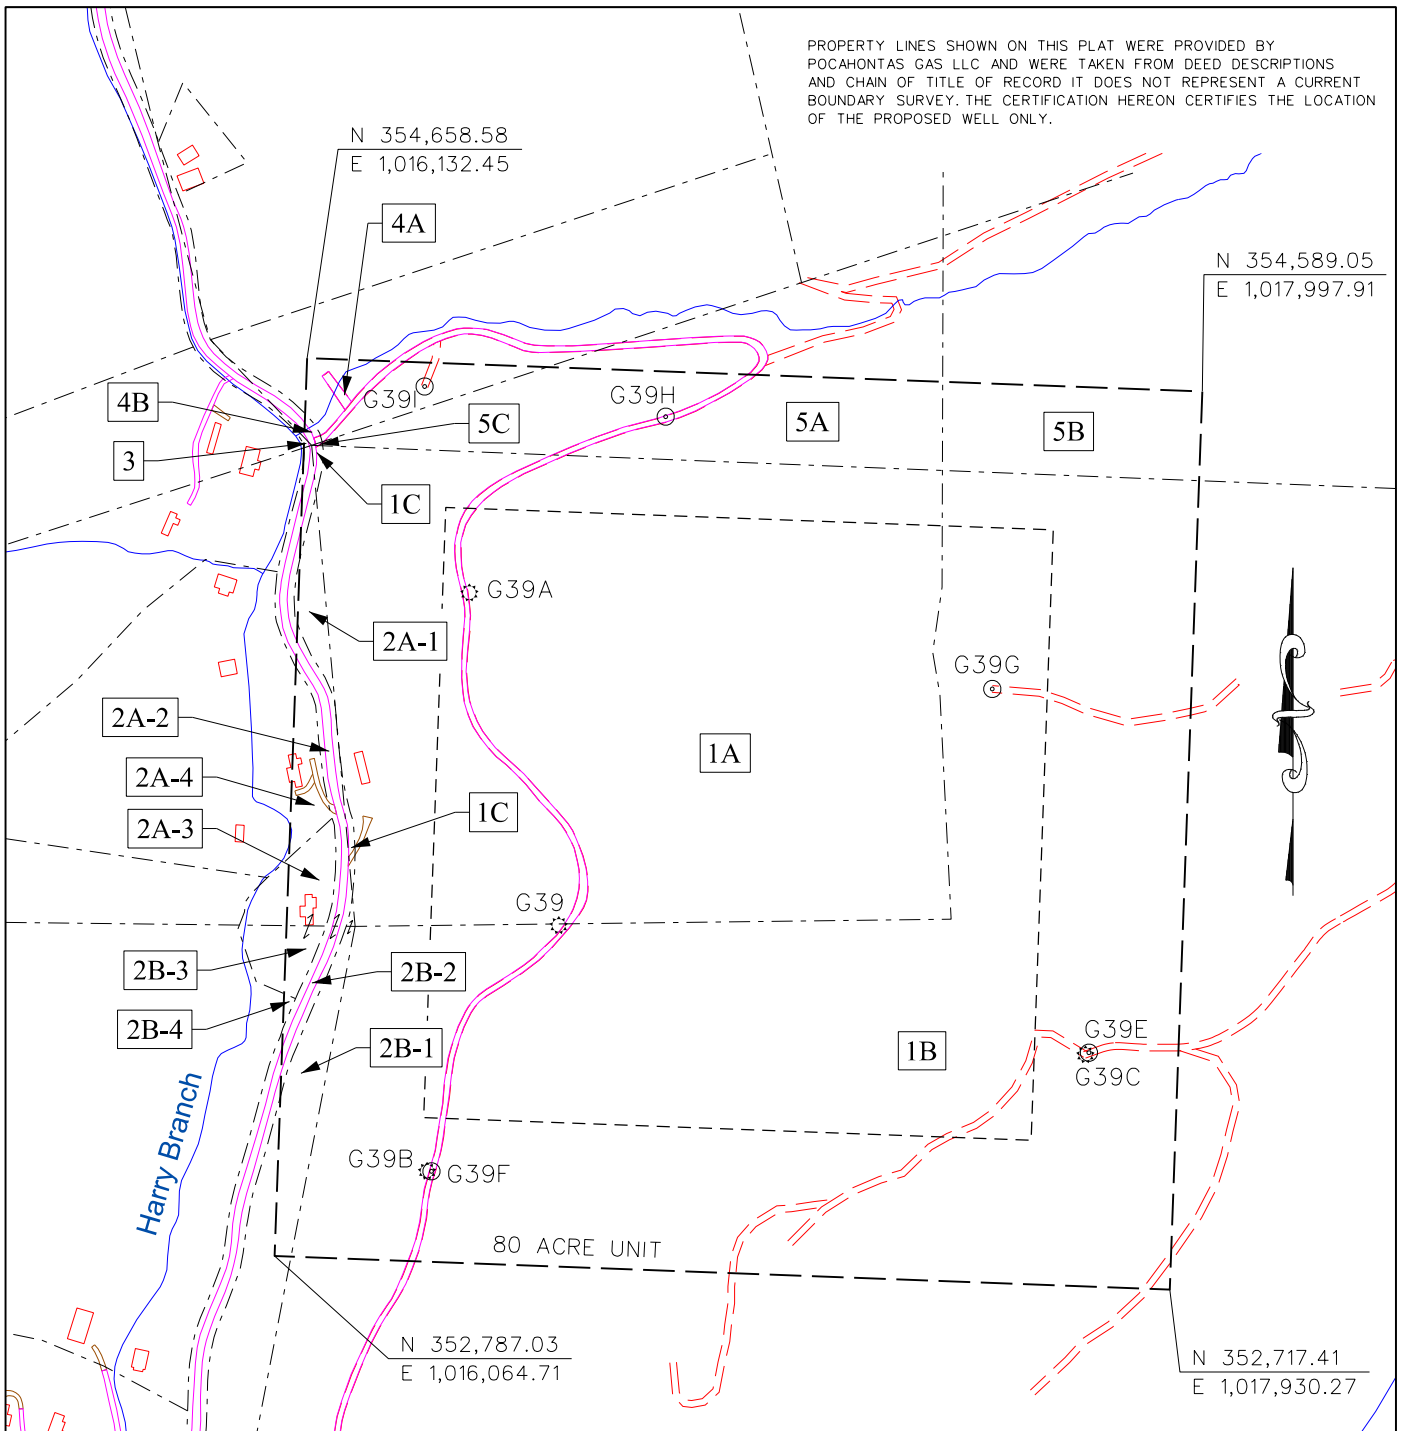 PROPERTY LINES SHOWN ON THIS PLAT WERE PROVIDED BY
POCAHONTAS GAS LLC AND WERE TAKEN FROM DEED DESCRIPTIONS
AND CHAIN OF TITLE OF RECORD IT DOES NOT REPRESENT A CURRENT
BOUNDARY SURVEY. THE CERTIFICATION HEREON CERTIFIES THE LOCATION
OF THE PROPOSED WELL ONLY.
N 354,658.58
E 1,016,132.45
4A
N 354,589.05
E 1,017,997.91
G39I
G39H
4B
5C
5A
5B
3
1C
G39A
2A-1
G39G
2A-2
1A
2A-4
1C
2A-3
G39
2B-3
2B-2
2B-4
G39E
2B-1
1B
G39C
Harry Branch
G39B
G39F
80 ACRE UNIT
N 352,787.03
E 1,016,064.71
N 352,717.41
E 1,017,930.27